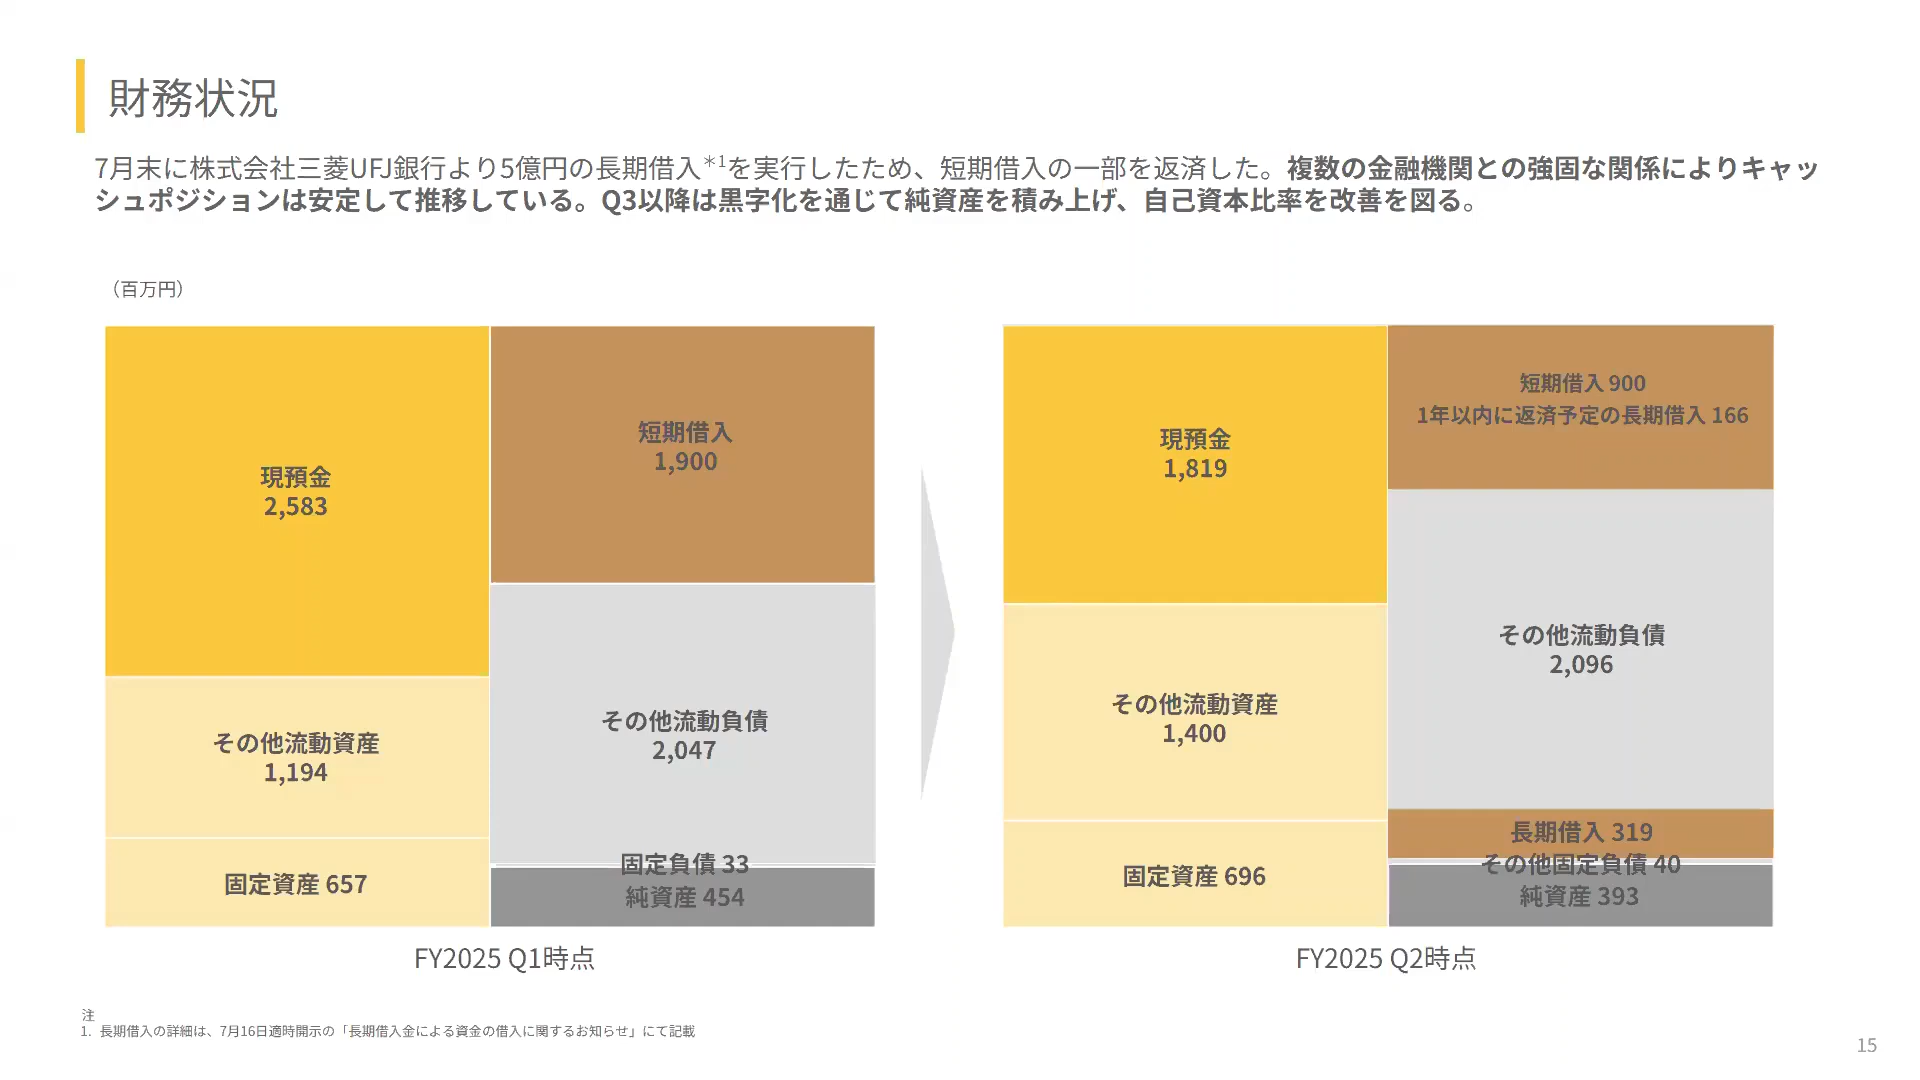 財務状況
7月末に株式会社三菱UFJ銀行より5億円の長期借入＊1を実行したため、短期借入の一部を返済した。複数の金融機関との強固な関係によりキャッ
シュポジションは安定して推移している。Q3以降は黒字化を通じて純資産を積み上げ、自己資本比率を改善を図る。
（百万円）
現預金
2,583
その他流動資産
1,194
固定資産 657
短期借入
1,900
その他流動負債
2,047
固定負債 33
純資産 454
FY2025 Q1時点
現預金
1,819
その他流動資産
1,400
固定資産 696
短期借入 900
1年以内に返済予定の長期借入 166
その他流動負債
2,096
長期借入 319
その他固定負債 40
純資産 393
FY2025 Q2時点
注
1. 長期借入の詳細は、7月16日適時開示の「長期借入金による資金の借入に関するお知らせ」にて記載
15